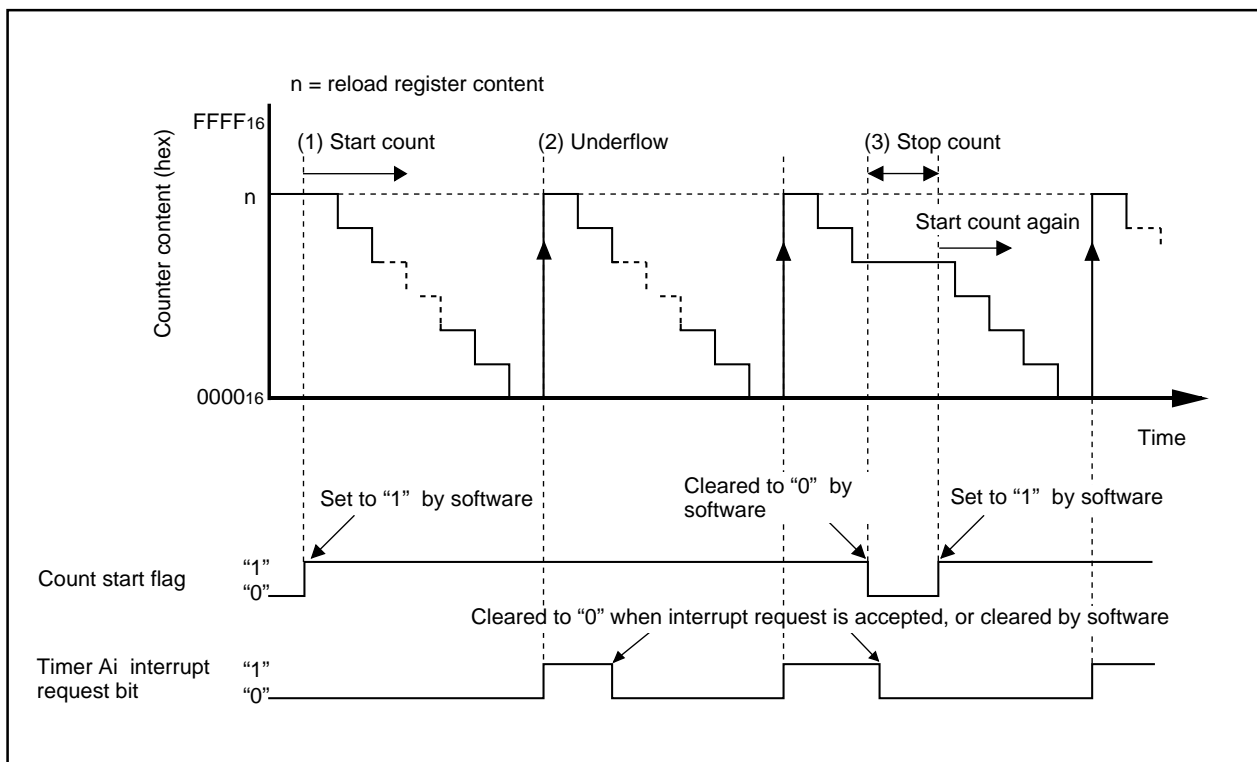 n = reload register content
FFFF16
(1) Start count
(2) Underflow
(3) Stop count
n
Start count again
Counter content (hex)
000016
Time
Set to “1” by software
Cleared to “0” by
software
Set to “1” by software
Count start flag
“1”
“0”
Cleared to “0” when interrupt request is accepted, or cleared by software
Timer Ai interrupt
request bit
“1”
“0”